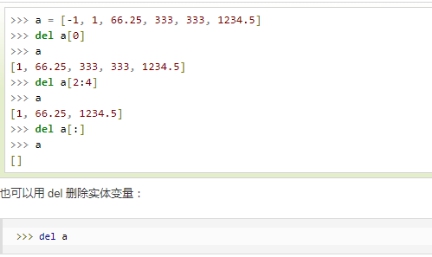 >>> a = [-1, 1, 66.25, 333, 333, 1234.5]
>>> del a[0]
>>> a
[1, 66.25, 333, 333, 1234.5]
>>> del a[2:4]
>>> a
[1, 66.25, 1234.5]
>>> del a[:]
>>> a
[]
也可以用 del 删除实体变量：
>>> del a